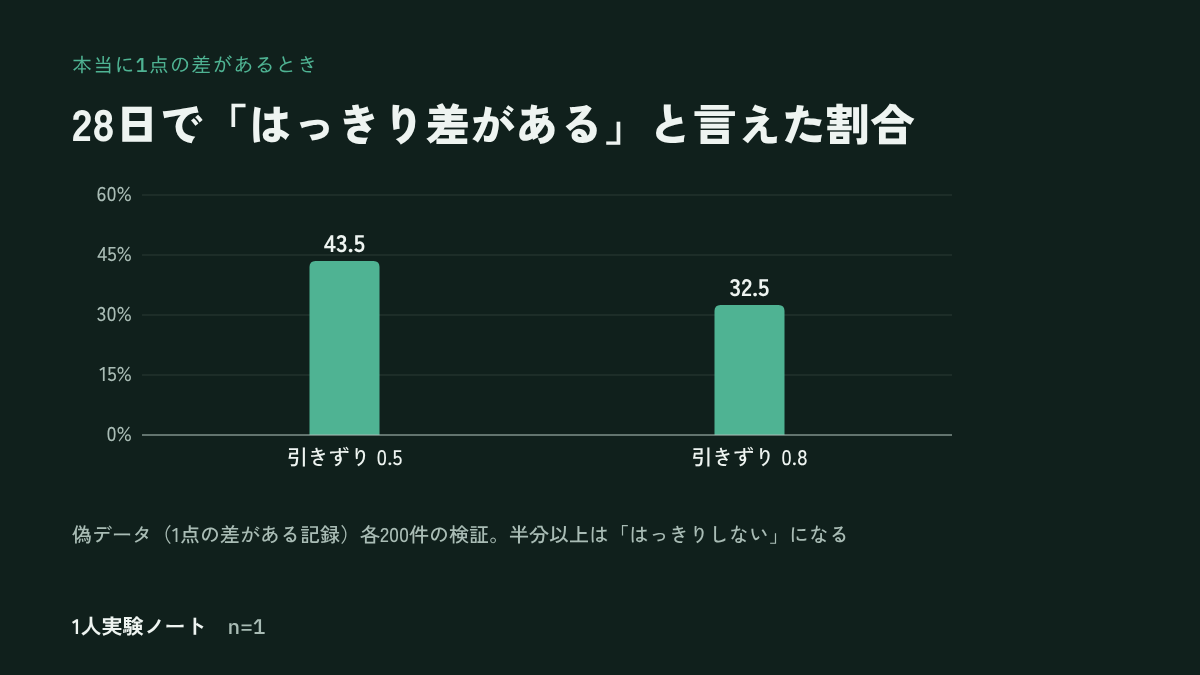 本当に1点の差があるとき
28日で「はっきり差がある」と言えた割合
60%
45%
30%
15%
0%
43.5
32.5
引きずり 0.5
引きずり 0.8
偽データ（1点の差がある記録）各200件の検証。半分以上は「はっきりしない」になる
1人実験ノート n=1